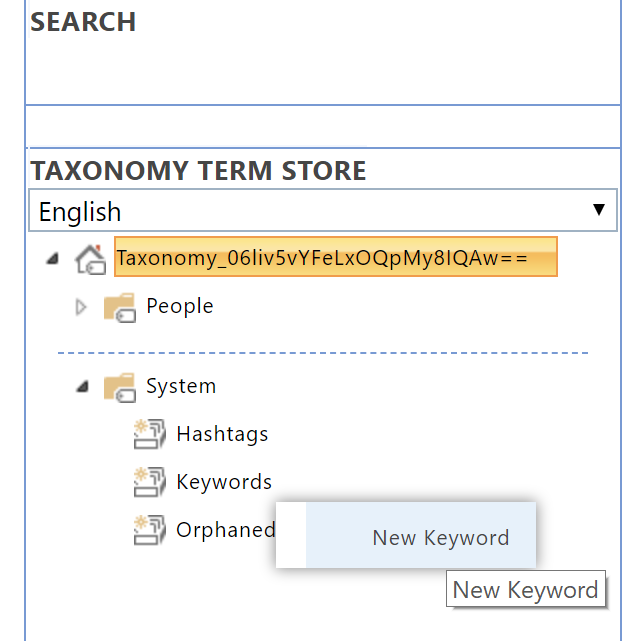 SEARCH
TAXONOMY TERM STORE
English
Taxonomy_06liv5vYFeLxOQpMy8IQAw==
People
System
Hashtags
Keywords
Orphaned
New Keyword
New Keyword